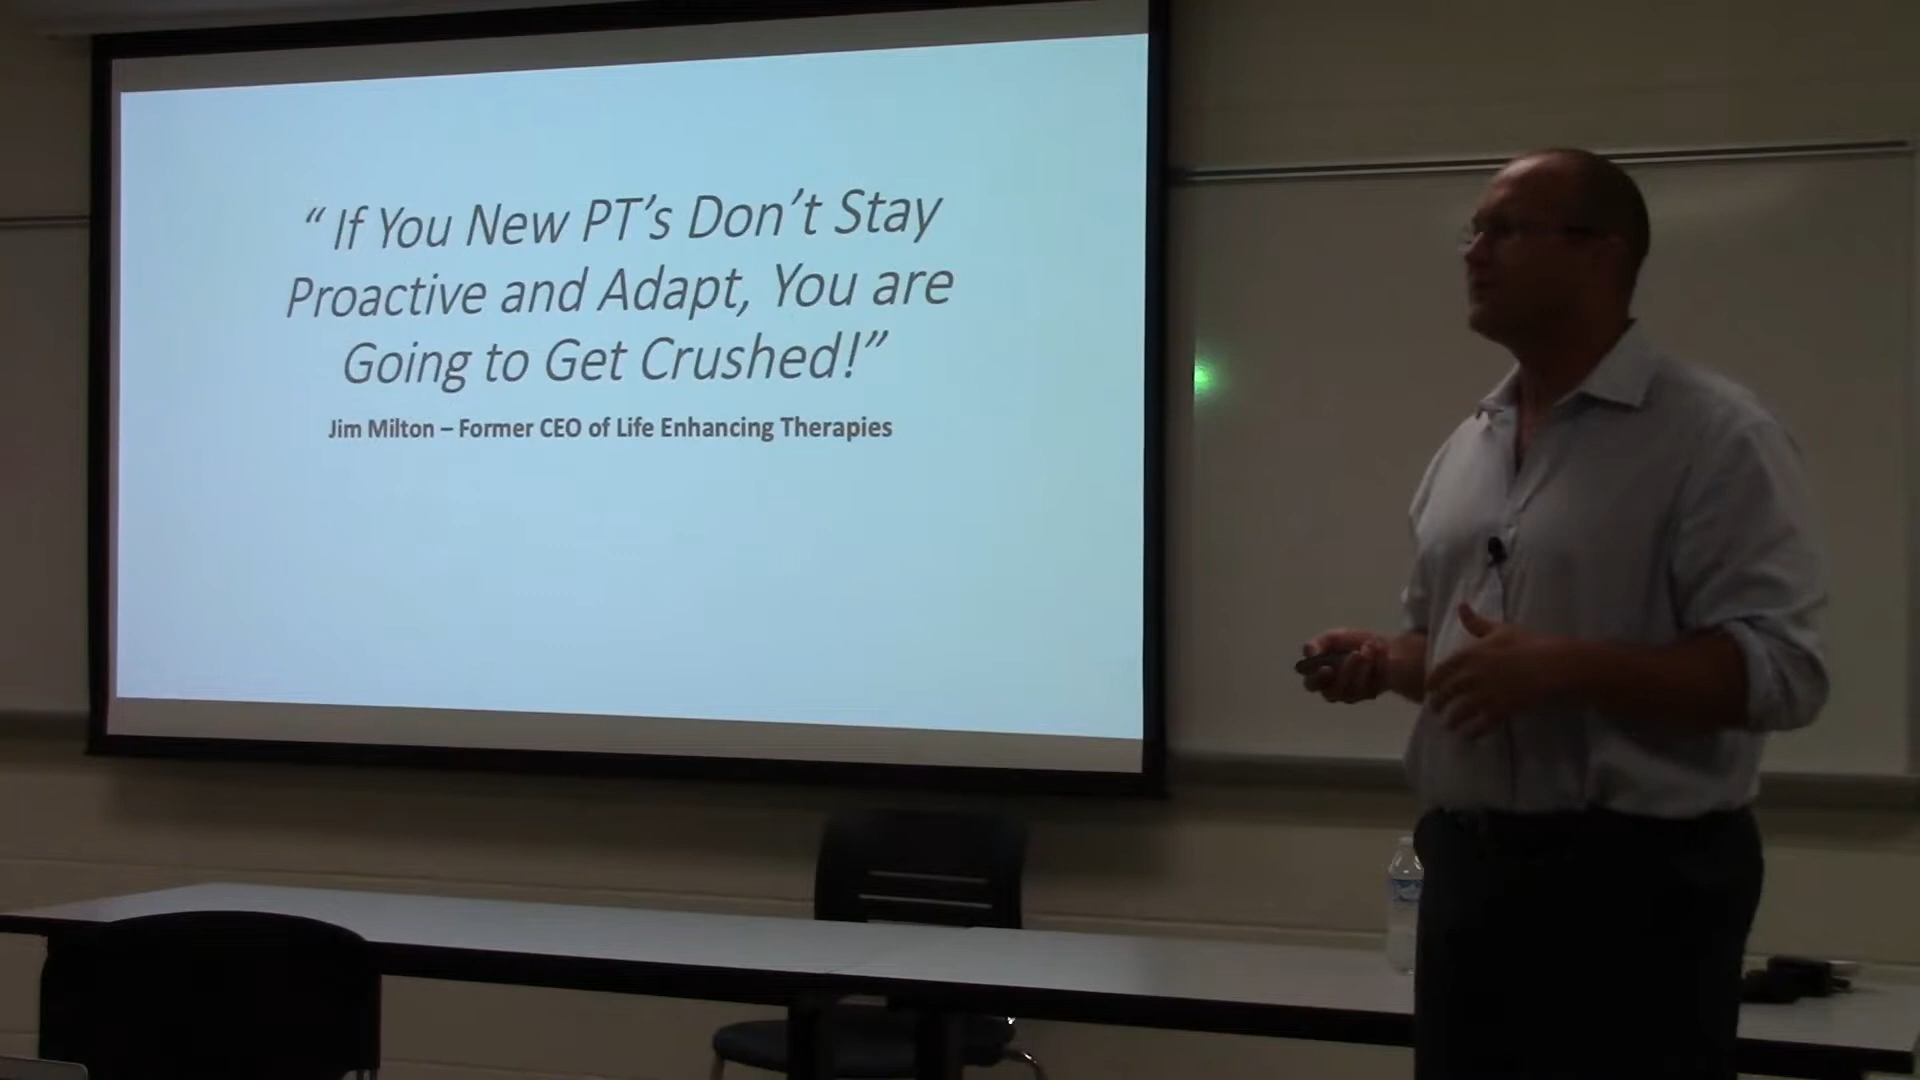 “ If You New PT’s Don’t Stay
Proactive and Adapt, You are
Going to Get Crushed!”
Jim Milton – Former CEO of Life Enhancing Therapies